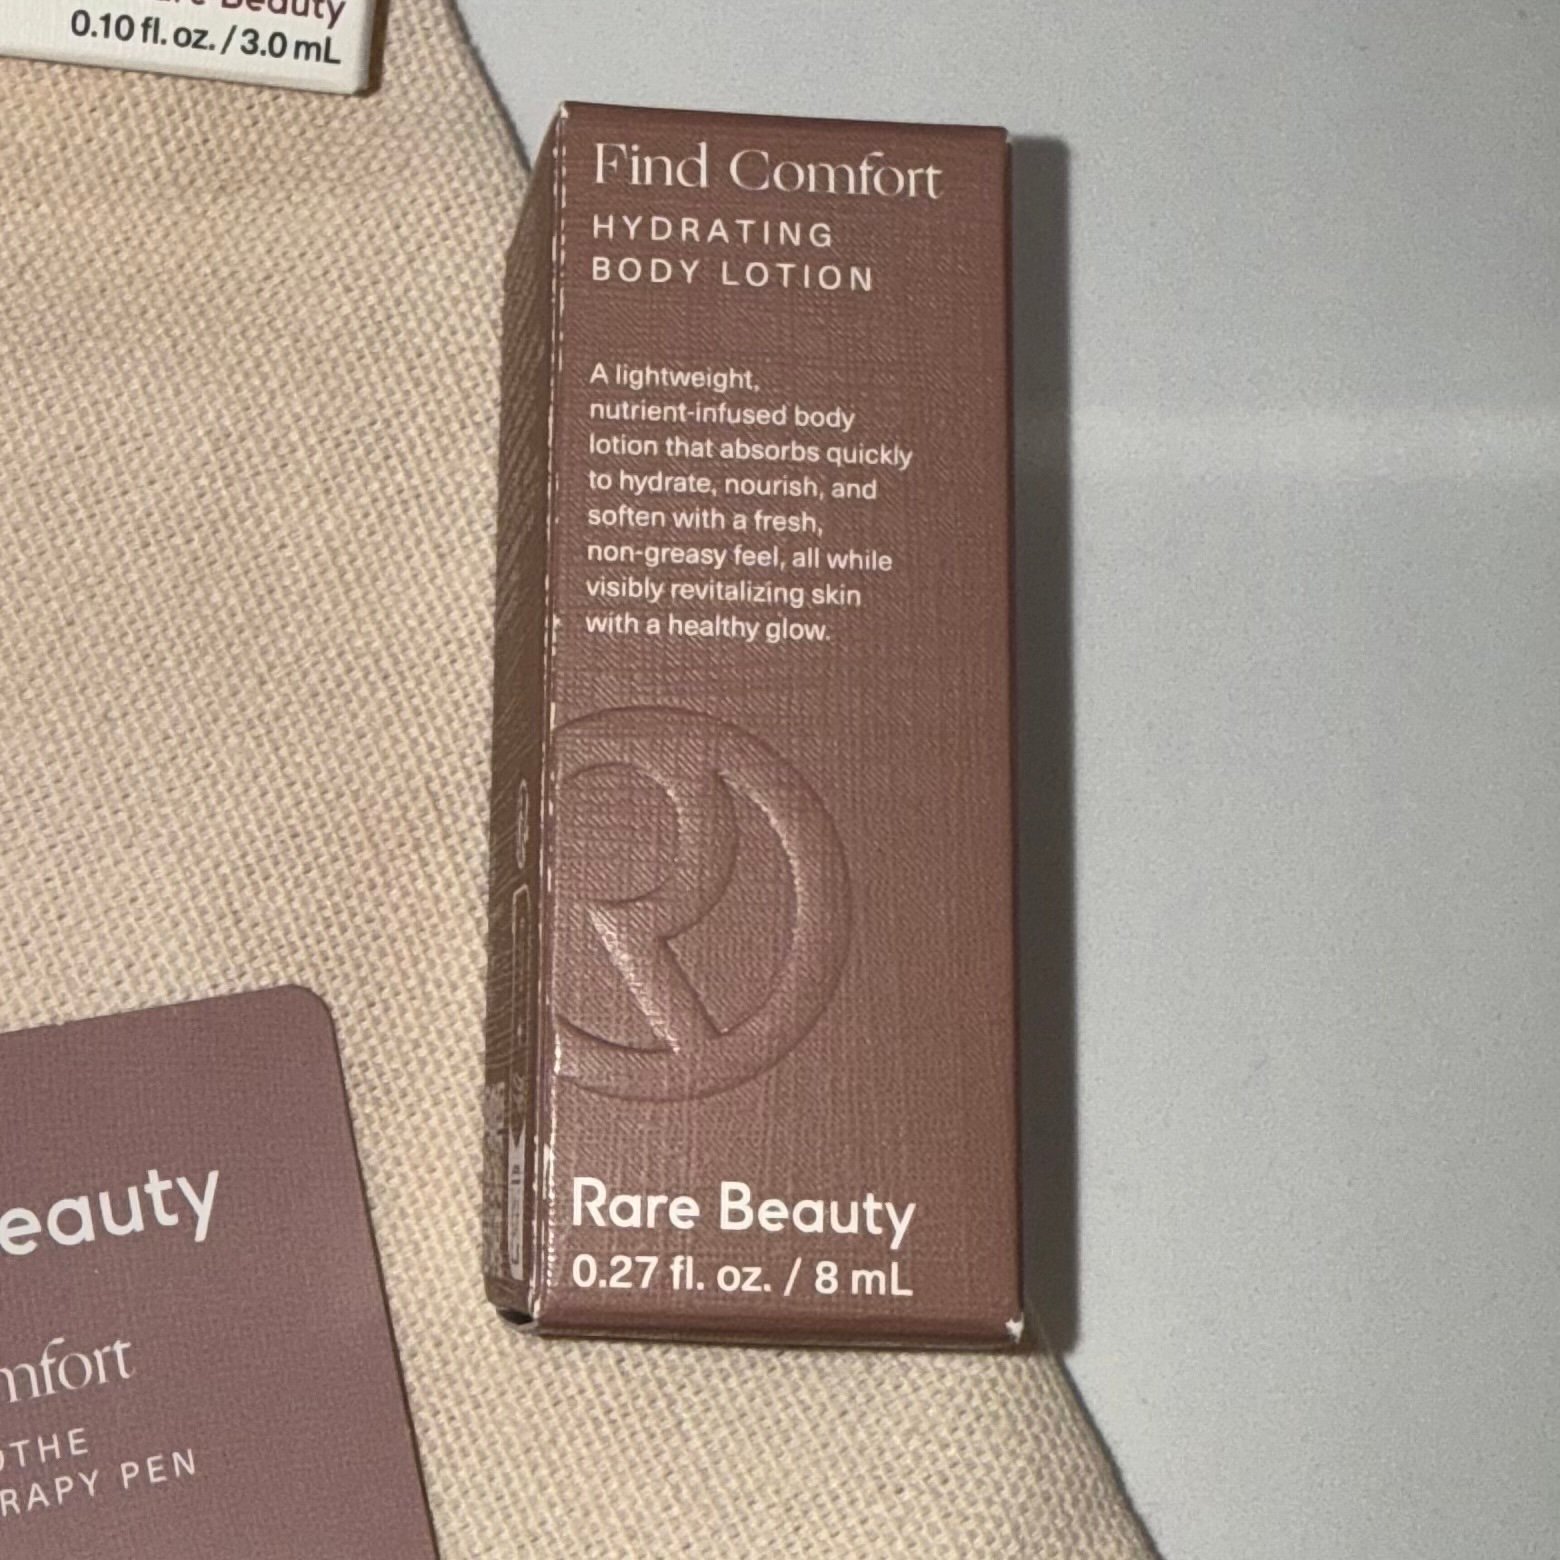 Beauty
0.10 fl. oz. / 3.0 mL
Find Comfort
HYDRATING
BODY LOTION
A lightweight,
nutrient-infused body
lotion that absorbs quickly
to hydrate, nourish, and
soften with a fresh,
non-greasy feel, all while
visibly revitalizing skin
with a healthy glow.
R
Rare Beauty
0.27 fl. oz. / 8 mL
eauty
mfort
OTHE
RAPY PEN